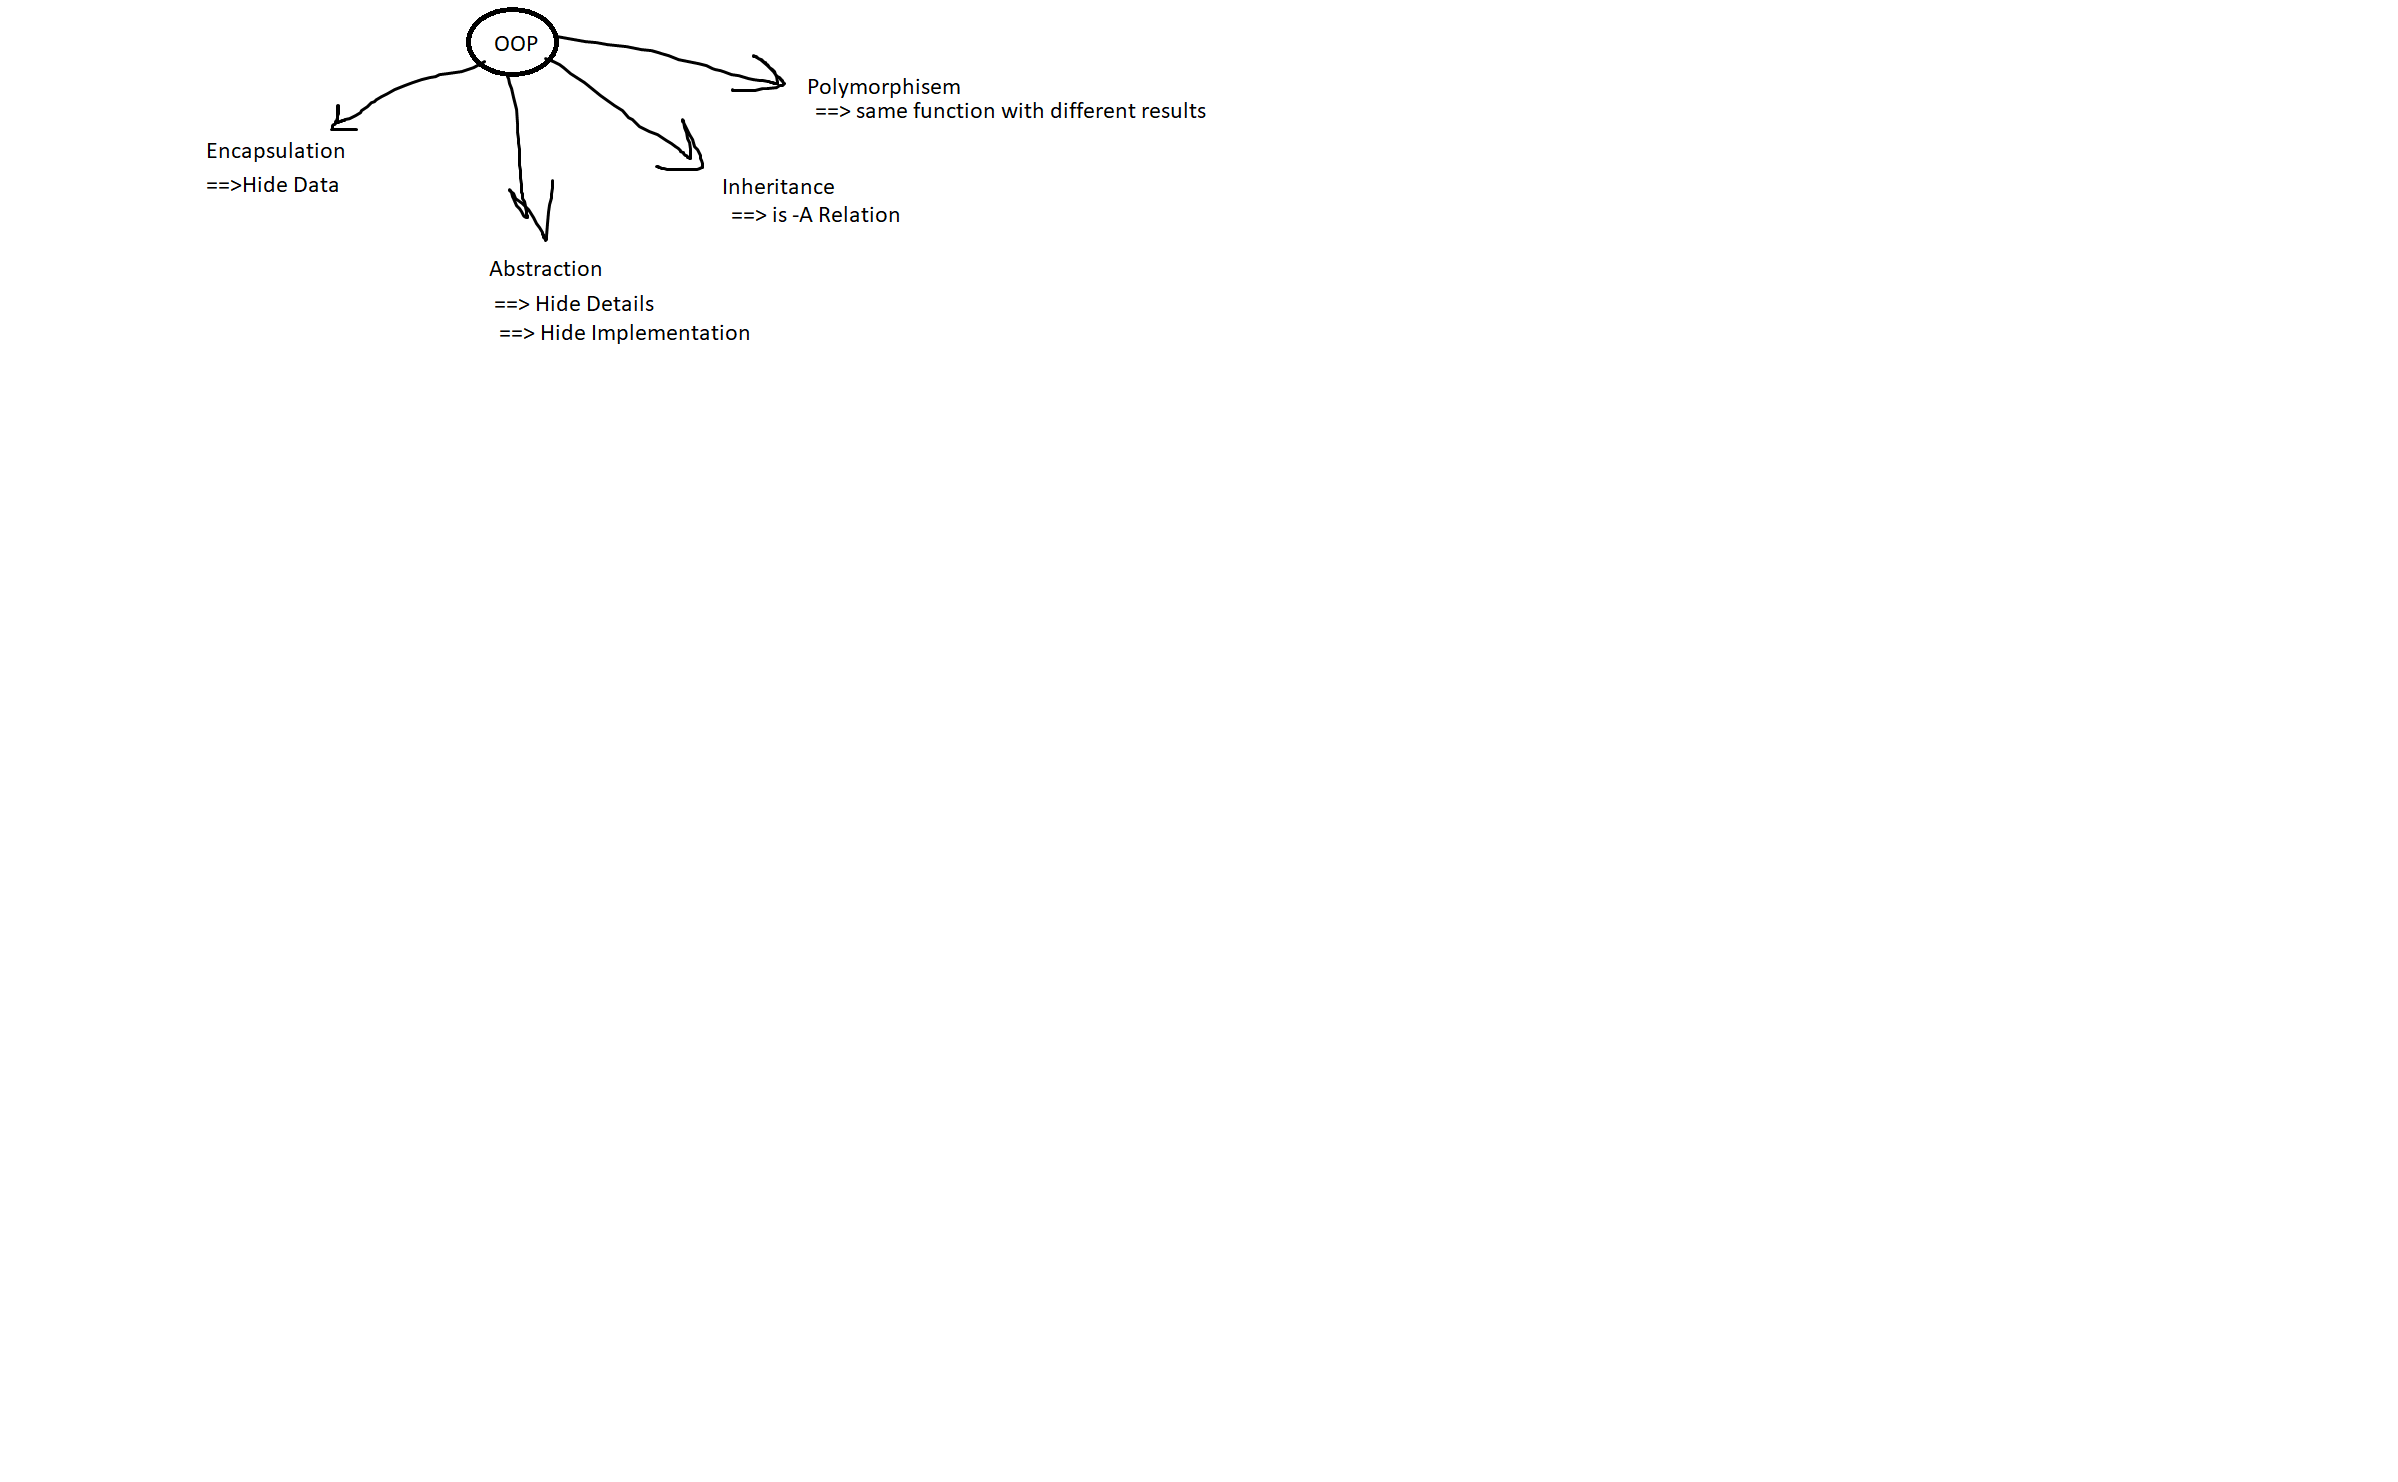 OOP
Polymorphisem
==> same function with different results
Encapsulation
==>Hide Data
Inheritance
==> is -A Relation
Abstraction
==> Hide Details
==> Hide Implementation